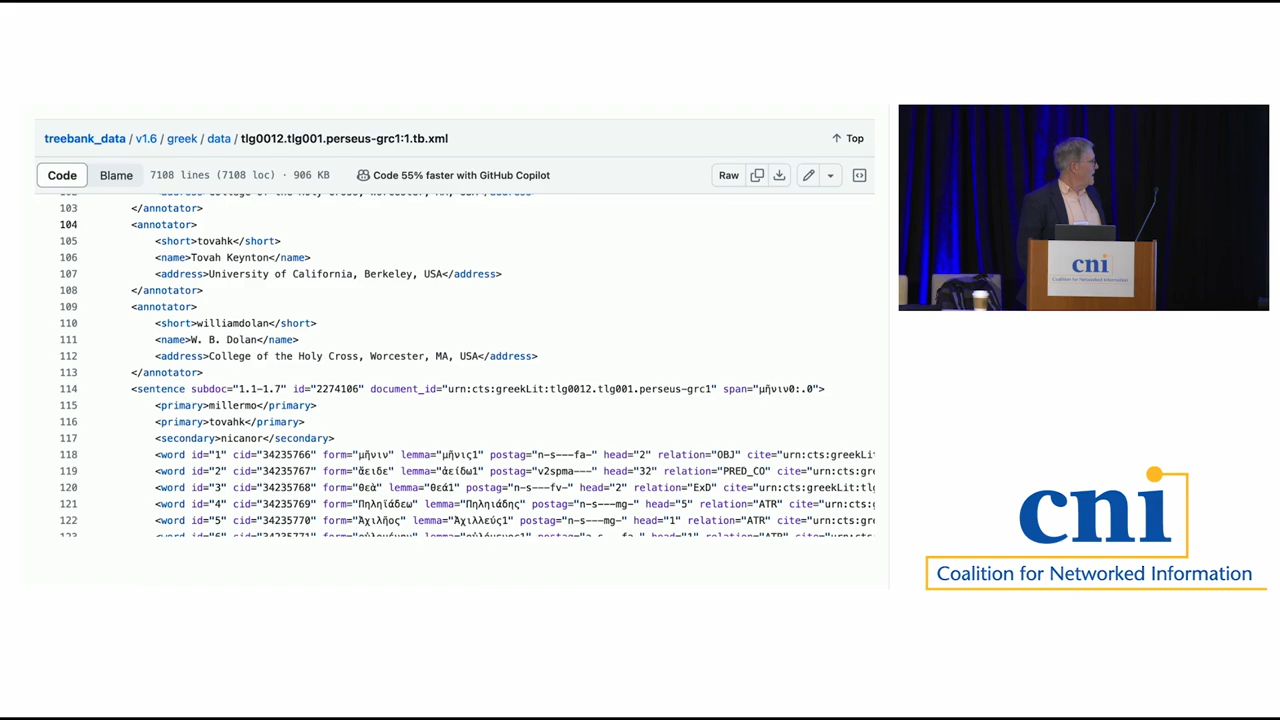 treebank_data / v1.6 / greek / data / tlg0012.tlg001.perseus-grc1:1.tb.xml
Top
Code Blame 7108 lines (7108 loc) · 906 KB Code 55% faster with GitHub Copilot Raw
103 </annotator>
104 <annotator>
105 <short>tovahk</short>
106 <name>Tovah Keynton</name>
107 <address>University of California, Berkeley, USA</address>
108 </annotator>
109 <annotator>
110 <short>williamdolan</short>
111 <name>W. B. Dolan</name>
112 <address>College of the Holy Cross, Worcester, MA, USA</address>
113 </annotator>
114 <sentence subdoc="1.1-1.7" id="2274106" document_id="urn:cts:greekLit:tlg0012.tlg001.perseus-grc1" span="μῆνιν0:.0">
115 <primary>millermo</primary>
116 <primary>tovahk</primary>
117 <secondary>nicanor</secondary>
118 <word id="1" cid="34235766" form="μῆνιν" lemma="μῆνις1" postag="n-s---fa-" head="2" relation="OBJ" cite="urn:cts:greekLi
119 <word id="2" cid="34235767" form="ἄειδε" lemma="ἀείδω1" postag="v2spma---" head="32" relation="PRED_CO" cite="urn:cts:gre
120 <word id="3" cid="34235768" form="θεὰ" lemma="θεά1" postag="n-s---fv-" head="2" relation="ExD" cite="urn:cts:greekLit:tl
121 <word id="4" cid="34235769" form="Πηληϊάδεω" lemma="Πηληιάδης" postag="n-s---mg-" head="5" relation="ATR" cite="urn:cts:
122 <word id="5" cid="34235770" form="Ἀχιλῆος" lemma="Ἀχιλλεύς1" postag="n-s---mg-" head="1" relation="ATR" cite="urn:cts:gre
cni
Coalition for Networked Information
cni
Coalition for Networked Information